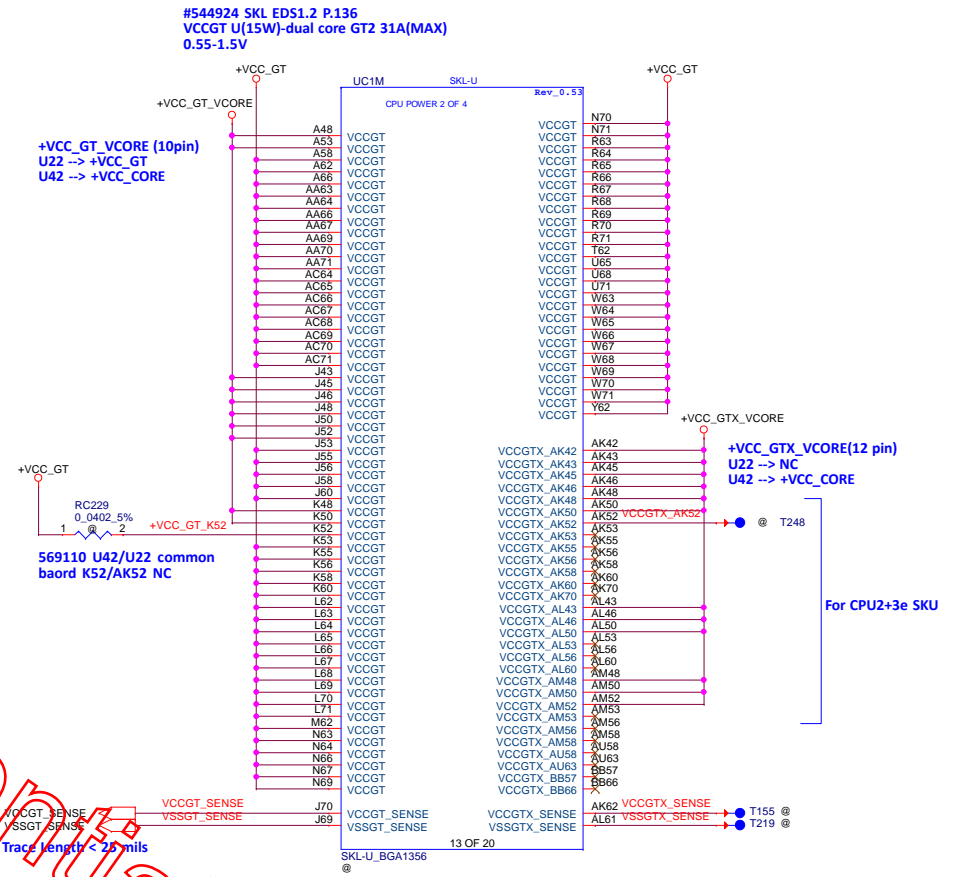 #544924 SKL EDS1.2 P.136
VCCGT U(15W)-dual core GT2 31A(MAX)
0.55-1.5V
+VCC_GT
+VCC_GT
UC1M
SKL-U
Rev_0.53
CPU POWER 2 OF 4
+VCC_GT_VCORE
+VCC_GT_VCORE (10pin)
U22 --> +VCC_GT
U42 --> +VCC_CORE
A48 VCCGT
A53 VCCGT
A58 VCCGT
A62 VCCGT
A66 VCCGT
AA63 VCCGT
AA64 VCCGT
AA66 VCCGT
AA67 VCCGT
AA69 VCCGT
AA70 VCCGT
AA71 VCCGT
AC64 VCCGT
AC65 VCCGT
AC66 VCCGT
AC67 VCCGT
AC68 VCCGT
AC69 VCCGT
AC70 VCCGT
AC71 VCCGT
J43 VCCGT
J45 VCCGT
J46 VCCGT
J48 VCCGT
J50 VCCGT
J52 VCCGT
J53 VCCGT
J55 VCCGT
J56 VCCGT
J58 VCCGT
J60 VCCGT
K48 VCCGT
K50 VCCGT
K52 VCCGT
K53 VCCGT
K55 VCCGT
K56 VCCGT
K58 VCCGT
K60 VCCGT
L62 VCCGT
L63 VCCGT
L64 VCCGT
L65 VCCGT
L66 VCCGT
L67 VCCGT
L68 VCCGT
L69 VCCGT
L70 VCCGT
L71 VCCGT
M62 VCCGT
N63 VCCGT
N64 VCCGT
N66 VCCGT
N67 VCCGT
N69 VCCGT
+VCC_GT
RC229
0_0402_5%
1 @ 2
+VCC_GT_K52
569110 U42/U22 common
baord K52/AK52 NC
VCCGT N70
VCCGT N71
VCCGT R63
VCCGT R64
VCCGT R65
VCCGT R66
VCCGT R67
VCCGT R68
VCCGT R69
VCCGT R70
VCCGT R71
VCCGT T62
VCCGT U65
VCCGT U68
VCCGT U71
VCCGT W63
VCCGT W64
VCCGT W65
VCCGT W66
VCCGT W67
VCCGT W68
VCCGT W69
VCCGT W70
VCCGT W71
VCCGT Y62
+VCC_GTX_VCORE
+VCC_GTX_VCORE(12 pin)
U22 --> NC
U42 --> +VCC_CORE
VCCGTX_AK42 AK42
VCCGTX_AK43 AK43
VCCGTX_AK45 AK45
VCCGTX_AK46 AK46
VCCGTX_AK48 AK48
VCCGTX_AK50 AK50
VCCGTX_AK52 AK52 VCCGTX_AK52 @ T248
VCCGTX_AK53 AK53
VCCGTX_AK55 AK55
VCCGTX_AK56 AK56
VCCGTX_AK58 AK58
VCCGTX_AK60 AK60
VCCGTX_AK70 AK70
VCCGTX_AL43 AL43
VCCGTX_AL46 AL46
VCCGTX_AL50 AL50
VCCGTX_AL53 AL53
VCCGTX_AL56 AL56
VCCGTX_AL60 AL60
VCCGTX_AM48 AM48
VCCGTX_AM50 AM50
VCCGTX_AM52 AM52
VCCGTX_AM53 AM53
VCCGTX_AM56 AM56
VCCGTX_AM58 AM58
VCCGTX_AU58 AU58
VCCGTX_AU63 AU63
VCCGTX_BB57 BB57
VCCGTX_BB66 BB66
For CPU2+3e SKU
VCCGT_SENSE VCCGT_SENSE J70 VCCGT_SENSE
VSSGT_SENSE VSSGT_SENSE J69 VSSGT_SENSE
Trace Length < 25 mils
VCCGTX_SENSE AK62 VCCGTX_SENSE T155 @
VSSGTX_SENSE AL61 VSSGTX_SENSE T219 @
13 OF 20
SKL-U_BGA1356
@